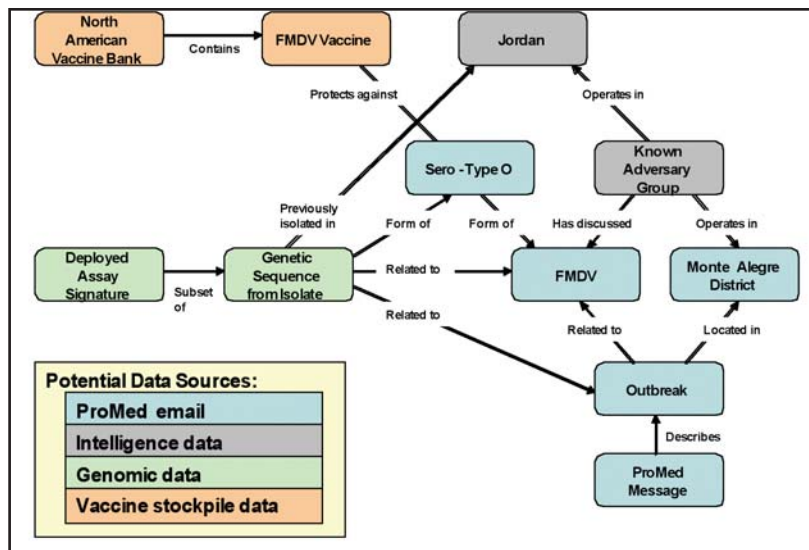 North
American
Vaccine Bank
Contains
FMDV Vaccine
Jordan
Protects against
Operates in
Sero - Type O
Known
Adversary
Group
Previously
isolated in
Form of
Form of
Has discussed
Operates in
Deployed
Assay
Signature
Subset
of
Genetic
Sequence
from Isolate
Related to
FMDV
Monte Alegre
District
Related to
Related to
Located in
Outbreak
Describes
ProMed
Message
Potential Data Sources:
ProMed email
Intelligence data
Genomic data
Vaccine stockpile data